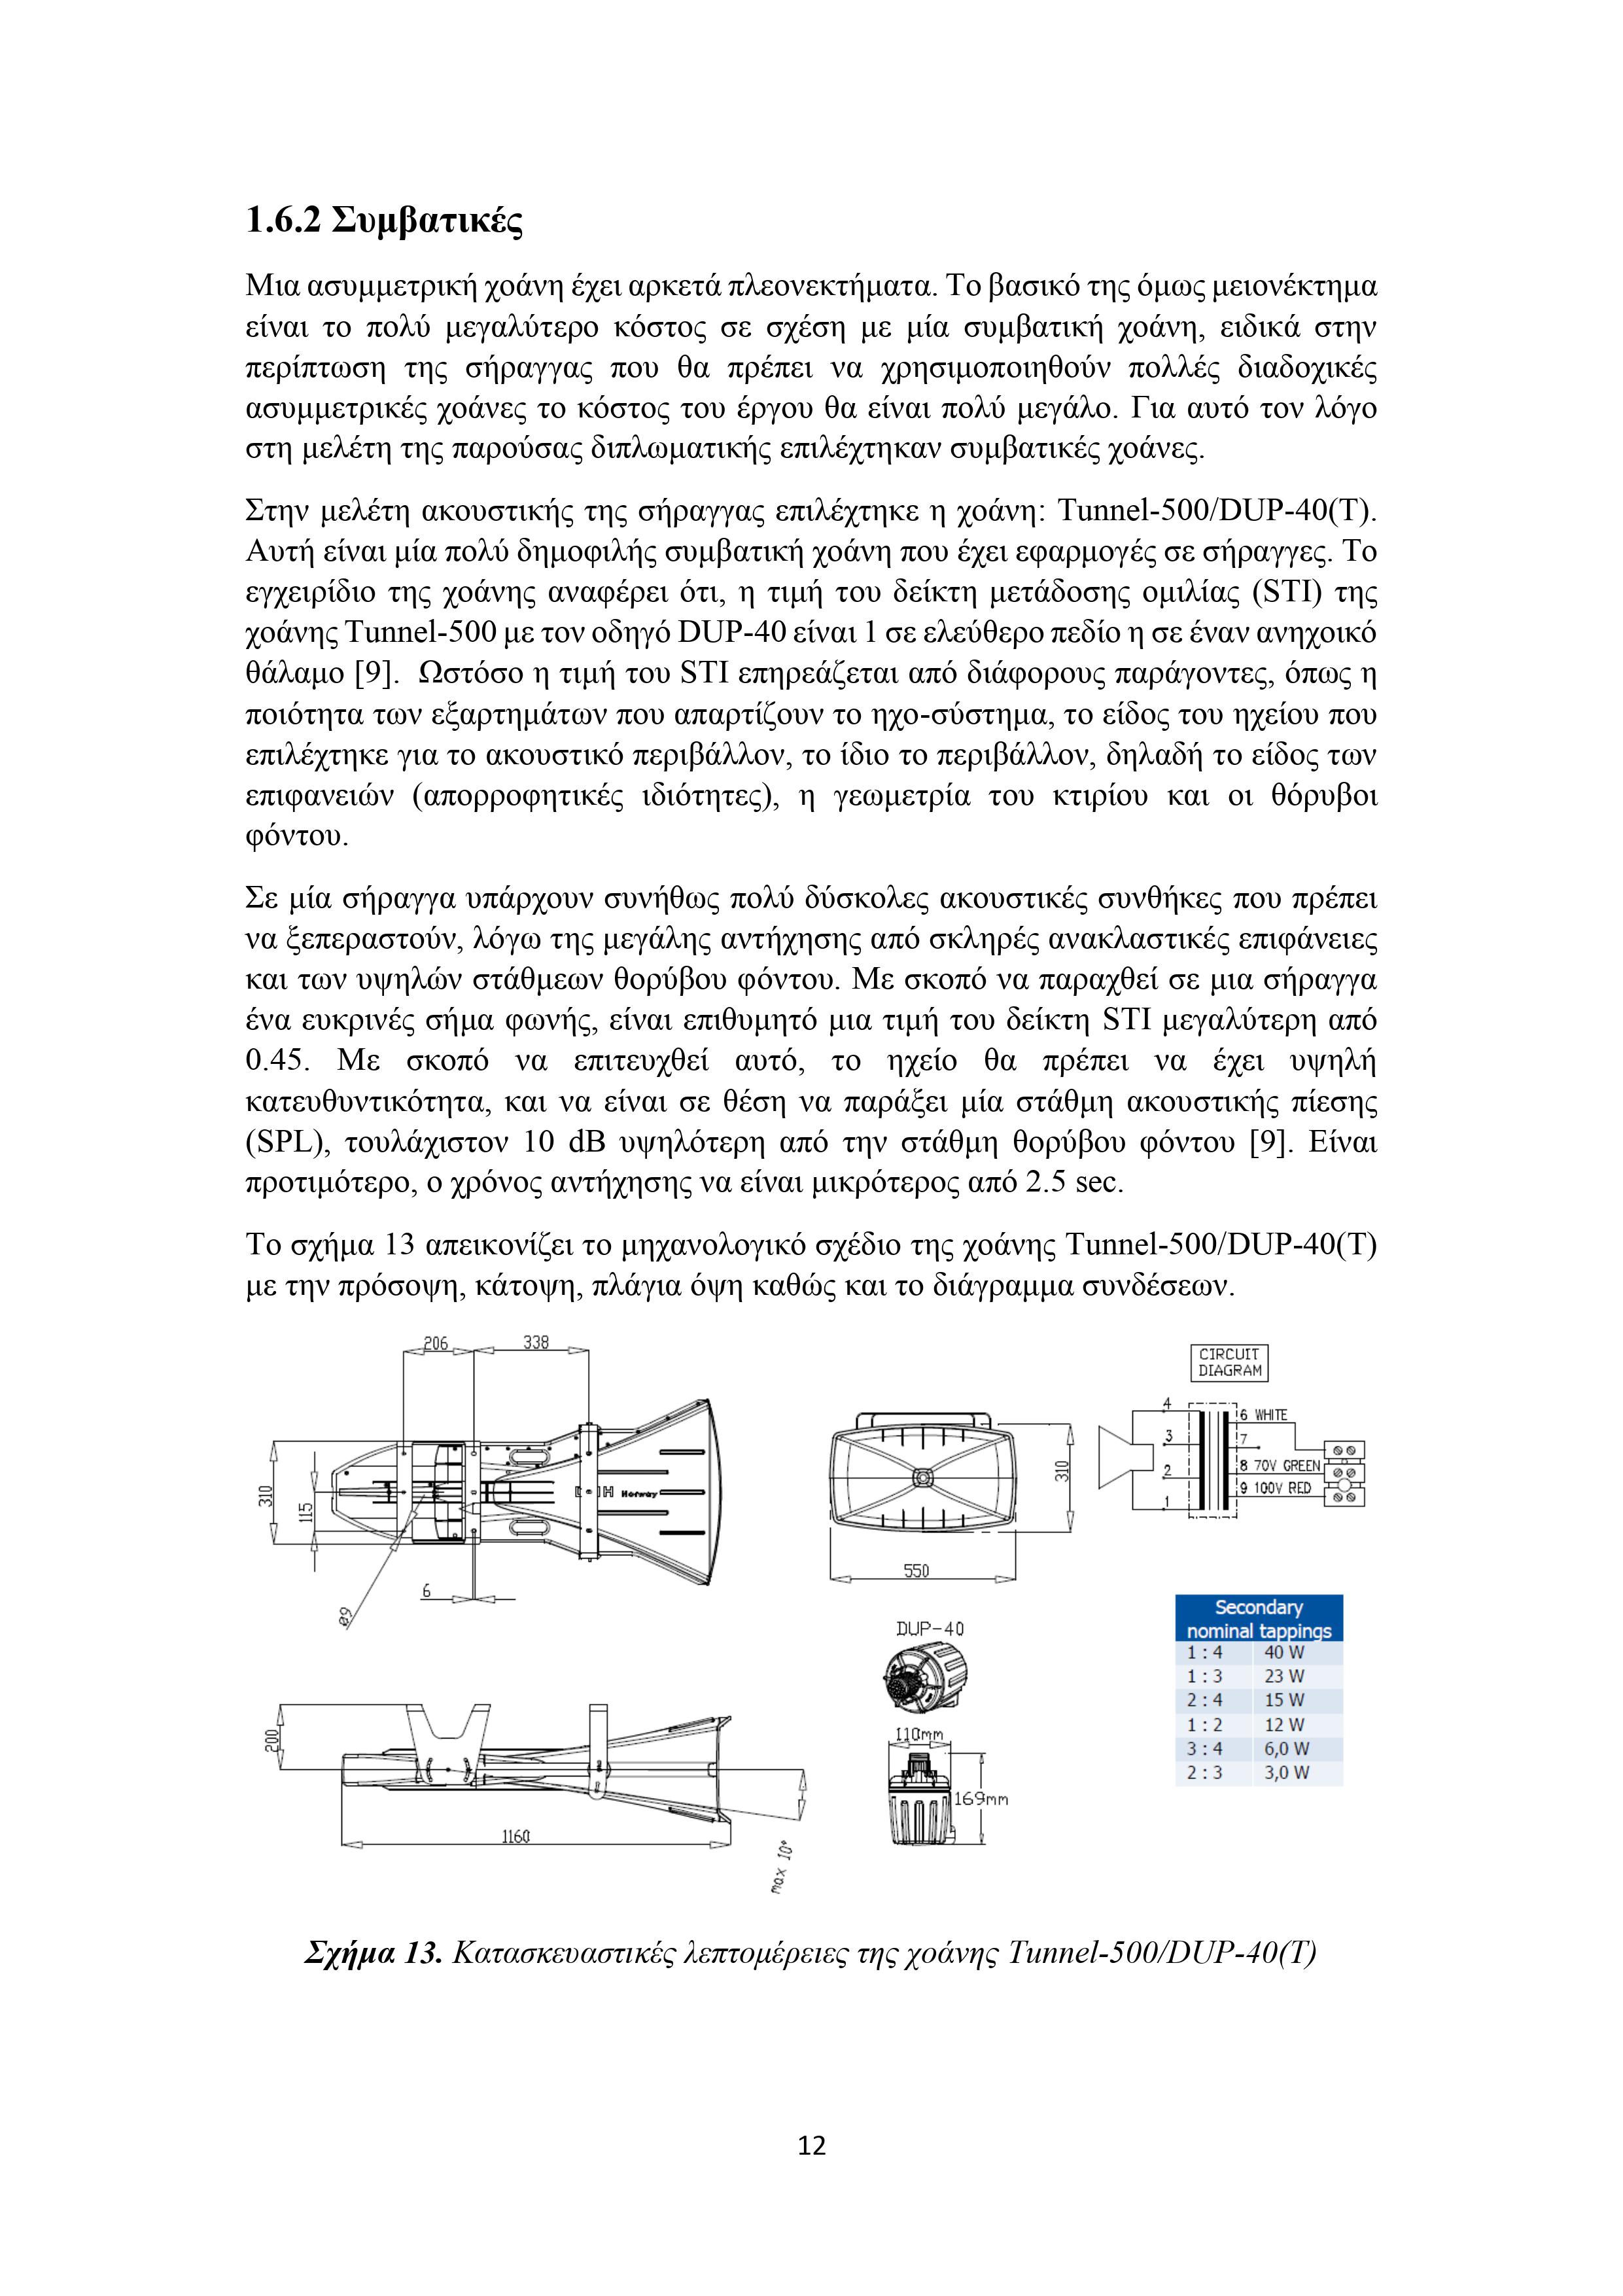 1.6.2 Συμβατικές
Μια ασυμμετρική χοάνη έχει αρκετά πλεονεκτήματα. Το βασικό της όμως μειονέκτημα
είναι το πολύ μεγαλύτερο κόστος σε σχέση με μία συμβατική χοάνη, ειδικά στην
περίπτωση της σήραγγας που θα πρέπει να χρησιμοποιηθούν πολλές διαδοχικές
ασυμμετρικές χοάνες το κόστος του έργου θα είναι πολύ μεγάλο. Για αυτό τον λόγο
στη μελέτη της παρούσας διπλωματικής επιλέχτηκαν συμβατικές χοάνες.
Στην μελέτη ακουστικής της σήραγγας επιλέχτηκε η χοάνη: Tunnel-500/DUP-40(T).
Αυτή είναι μία πολύ δημοφιλής συμβατική χοάνη που έχει εφαρμογές σε σήραγγες. Το
εγχειρίδιο της χοάνης αναφέρει ότι, η τιμή του δείκτη μετάδοσης ομιλίας (STI) της
χοάνης Tunnel-500 με τον οδηγό DUP-40 είναι 1 σε ελεύθερο πεδίο η σε έναν ανηχοικό
θάλαμο [9]. Ωστόσο η τιμή του STI επηρεάζεται από διάφορους παράγοντες, όπως η
ποιότητα των εξαρτημάτων που απαρτίζουν το ηχο-σύστημα, το είδος του ηχείου που
επιλέχτηκε για το ακουστικό περιβάλλον, το ίδιο το περιβάλλον, δηλαδή το είδος των
επιφανειών (απορροφητικές ιδιότητες), η γεωμετρία του κτιρίου και οι θόρυβοι
φόντου.
Σε μία σήραγγα υπάρχουν συνήθως πολύ δύσκολες ακουστικές συνθήκες που πρέπει
να ξεπεραστούν, λόγω της μεγάλης αντήχησης από σκληρές ανακλαστικές επιφάνειες
και των υψηλών στάθμεων θορύβου φόντου. Με σκοπό να παραχθεί σε μια σήραγγα
ένα ευκρινές σήμα φωνής, είναι επιθυμητό μια τιμή του δείκτη STI μεγαλύτερη από
0.45. Με σκοπό να επιτευχθεί αυτό, το ηχείο θα πρέπει να έχει υψηλή
κατευθυντικότητα, και να είναι σε θέση να παράξει μία στάθμη ακουστικής πίεσης
(SPL), τουλάχιστον 10 dB υψηλότερη από την στάθμη θορύβου φόντου [9]. Είναι
προτιμότερο, ο χρόνος αντήχησης να είναι μικρότερος από 2.5 sec.
Το σχήμα 13 απεικονίζει το μηχανολογικό σχέδιο της χοάνης Tunnel-500/DUP-40(T)
με την πρόσοψη, κάτοψη, πλάγια όψη καθώς και το διάγραμμα συνδέσεων.
206
338
310
115
6
ø9
Norway
200
1160
max 10°
310
550
DUP-40
110mm
169mm
CIRCUIT
DIAGRAM
4
3
2
1
6 WHITE
7
8 70V GREEN
9 100V RED
Secondary
nominal tappings
1 : 4 40 W
1 : 3 23 W
2 : 4 15 W
1 : 2 12 W
3 : 4 6,0 W
2 : 3 3,0 W
Σχήμα 13. Κατασκευαστικές λεπτομέρειες της χοάνης Tunnel-500/DUP-40(T)
12